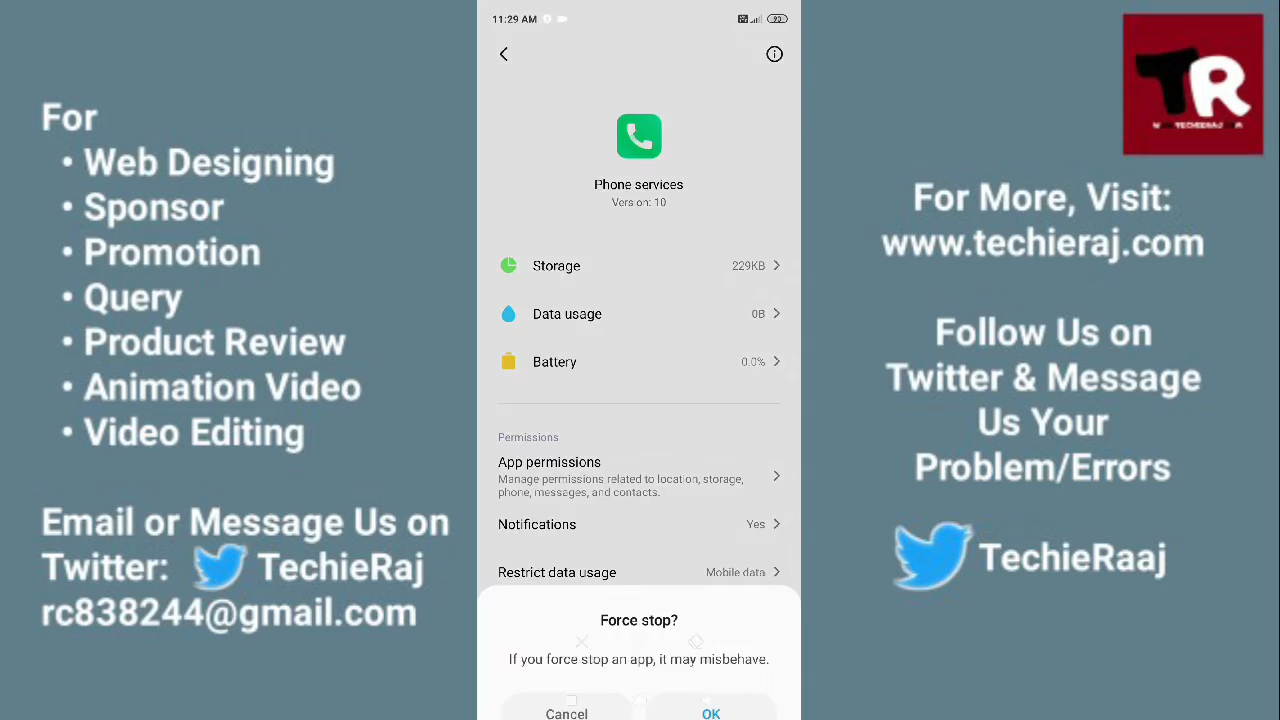 For
• Web Designing
• Sponsor
• Promotion
• Query
• Product Review
• Animation Video
• Video Editing
Email or Message Us on
Twitter: TechieRaj
rc838244@gmail.com
11:29 AM
90
Phone services
Version: 10
Storage 229KB
Data usage 0B
Battery 0.0%
Permissions
App permissions
Manage permissions related to location, storage,
phone, messages, and contacts.
Notifications Yes
Restrict data usage Mobile data
Force stop?
If you force stop an app, it may misbehave.
Cancel OK
TR
For More, Visit:
www.techieraj.com
Follow Us on
Twitter & Message
Us Your
Problem/Errors
TechieRaaj